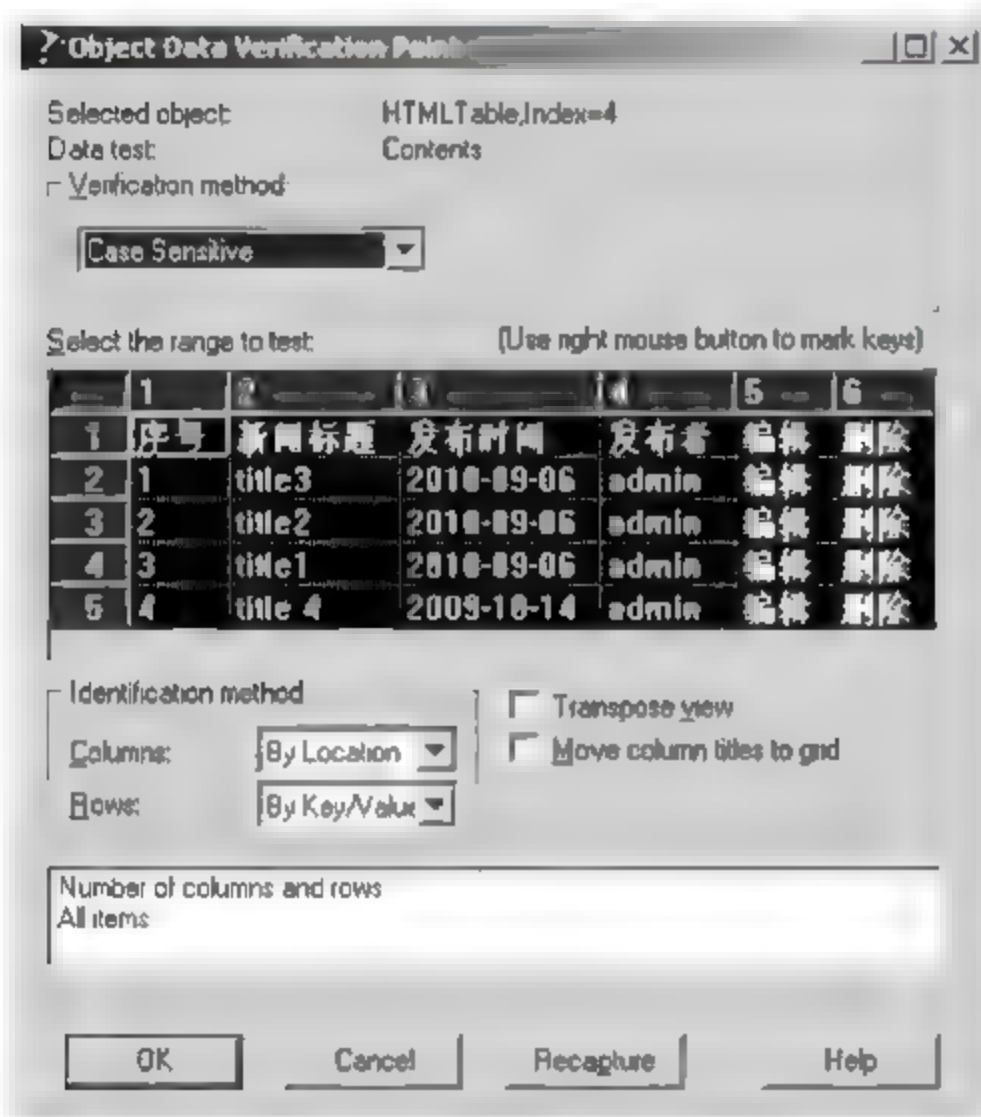 Object Data Verification Point
Selected object: HTMLTable,Index=4
Data test: Contents
Verification method
Case Sensitive
Select the range to test: (Use right mouse button to mark keys)
1 2 3 4 5 6
1 序号 新闻标题 发布时间 发布者 编辑 删除
2 1 title3 2010-09-06 admin 编辑 删除
3 2 title2 2010-09-06 admin 编辑 删除
4 3 title1 2010-09-06 admin 编辑 删除
5 4 title 4 2009-10-14 admin 编辑 删除
Identification method
Transpose view
Columns: By Location Move column titles to grid
Rows: By Key/Value
Number of columns and rows
All items
OK Cancel Recapture Help